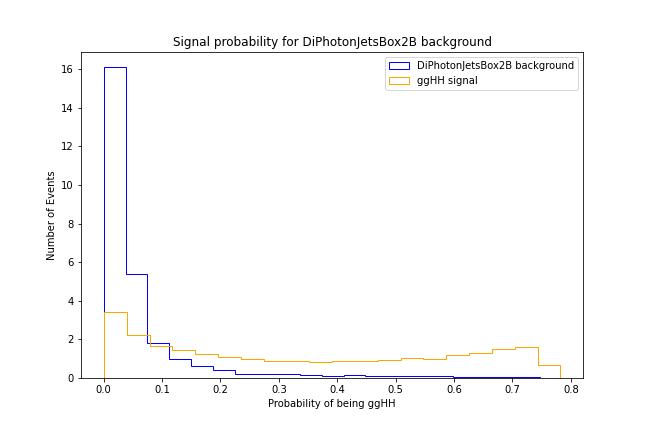 Signal probability for DiPhotonJetsBox2B background
DiPhotonJetsBox2B background
ggHH signal
Number of Events
16
14
12
10
8
6
4
2
0
0.0 0.1 0.2 0.3 0.4 0.5 0.6 0.7 0.8
Probability of being ggHH